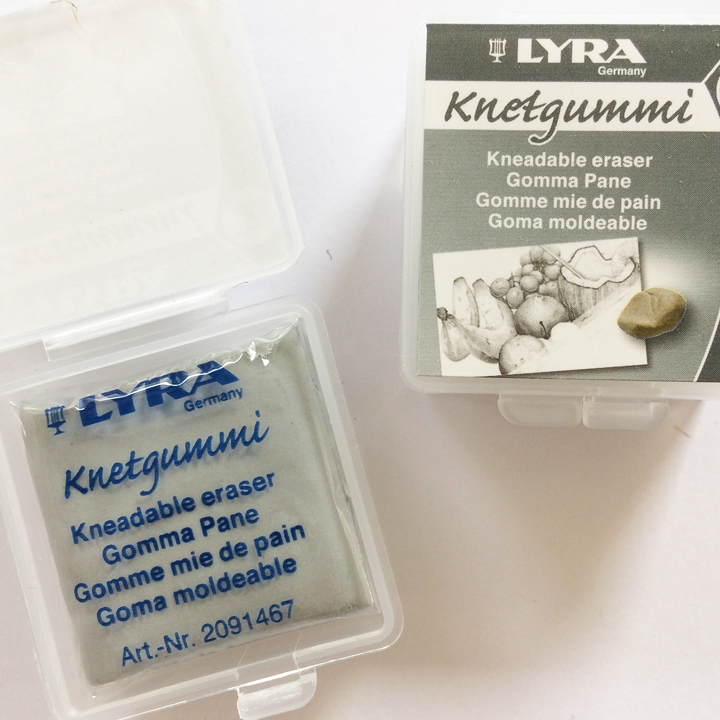 LYRA
Germany
Knetgummi
Kneadable eraser
Gomma Pane
Gomme mie de pain
Goma moldeable
LYRA
Germany
Knetgummi
Kneadable eraser
Gomma Pane
Gomme mie de pain
Goma moldeable
Art.-Nr. 2091467